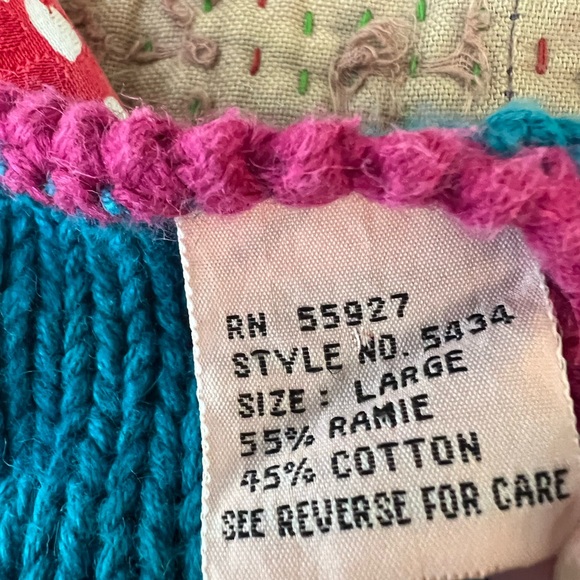 RN 55927
STYLE NO. 5434
SIZE: LARGE
55% RAMIE
45% COTTON
SEE REVERSE FOR CARE